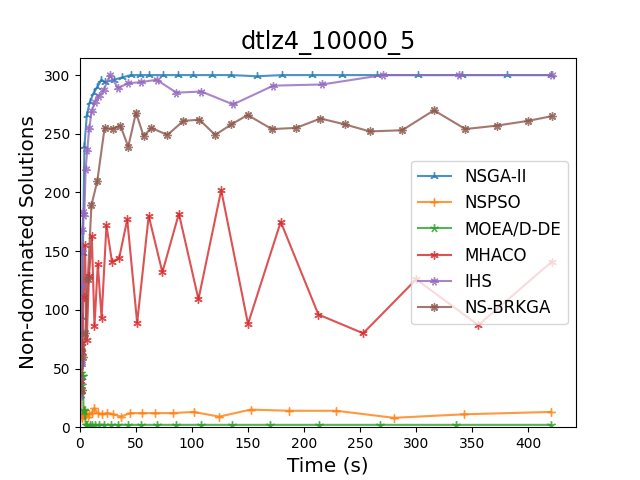 dtlz4_10000_5
Non-dominated Solutions
300
250
200
150
100
50
0
NSGA-II
NSPSO
MOEA/D-DE
MHACO
IHS
NS-BRKGA
0 50 100 150 200 250 300 350 400
Time (s)